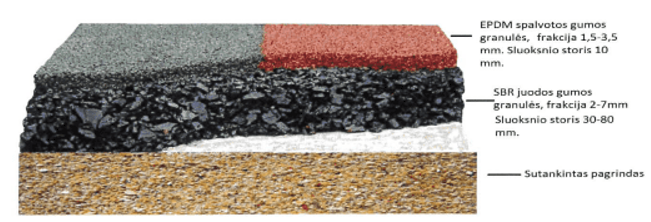 EPDM spalvotos gumos
granulės,  frakcija 1,5-3,5
mm. Sluoksnio storis 10
mm.
SBR juodos gumos
granulės, frakcija 2-7mm
Sluoksnio storis 30-80
mm.
Sutankintas pagrindas